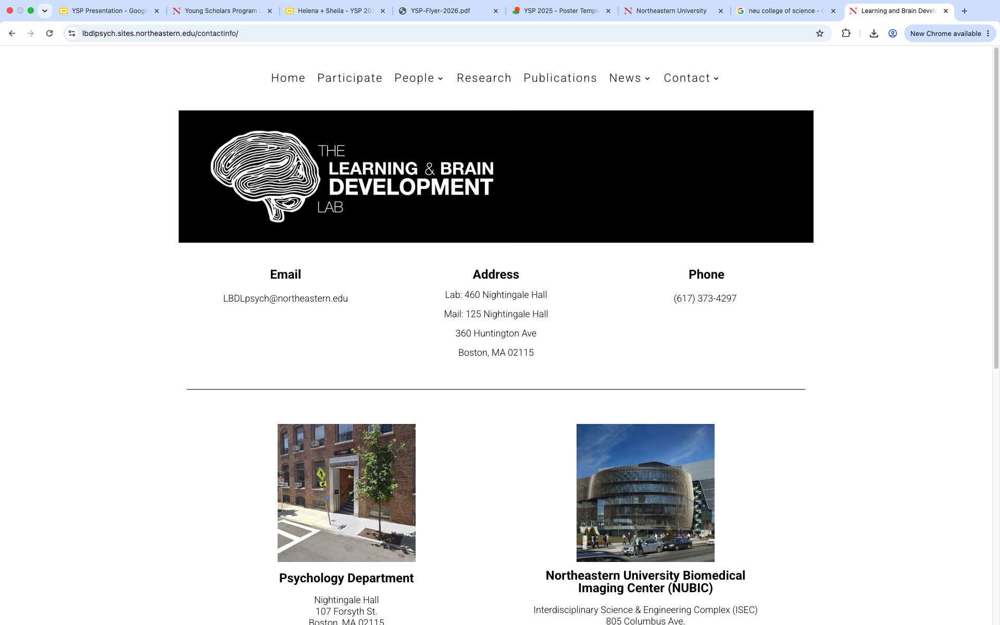 YSP Presentation - Googl
Young Scholars Program 2
Helena + Sheila - YSP 202
YSP-Flyer-2026.pdf
YSP 2025 - Poster Templa
Northeastern University
neu college of science - G
Learning and Brain Develo
lbdlpsych.sites.northeastern.edu/contactinfo/
New Chrome available
Home Participate People Research Publications News Contact
THE
LEARNING & BRAIN
DEVELOPMENT
LAB
Email
LBDLpsych@northeastern.edu
Address
Lab: 460 Nightingale Hall
Mail: 125 Nightingale Hall
360 Huntington Ave
Boston, MA 02115
Phone
(617) 373-4297
NIGHTINGALE HALL
Psychology Department
Nightingale Hall
107 Forsyth St.
Boston, MA 02115
Northeastern University Biomedical
Imaging Center (NUBIC)
Interdisciplinary Science & Engineering Complex (ISEC)
805 Columbus Ave.